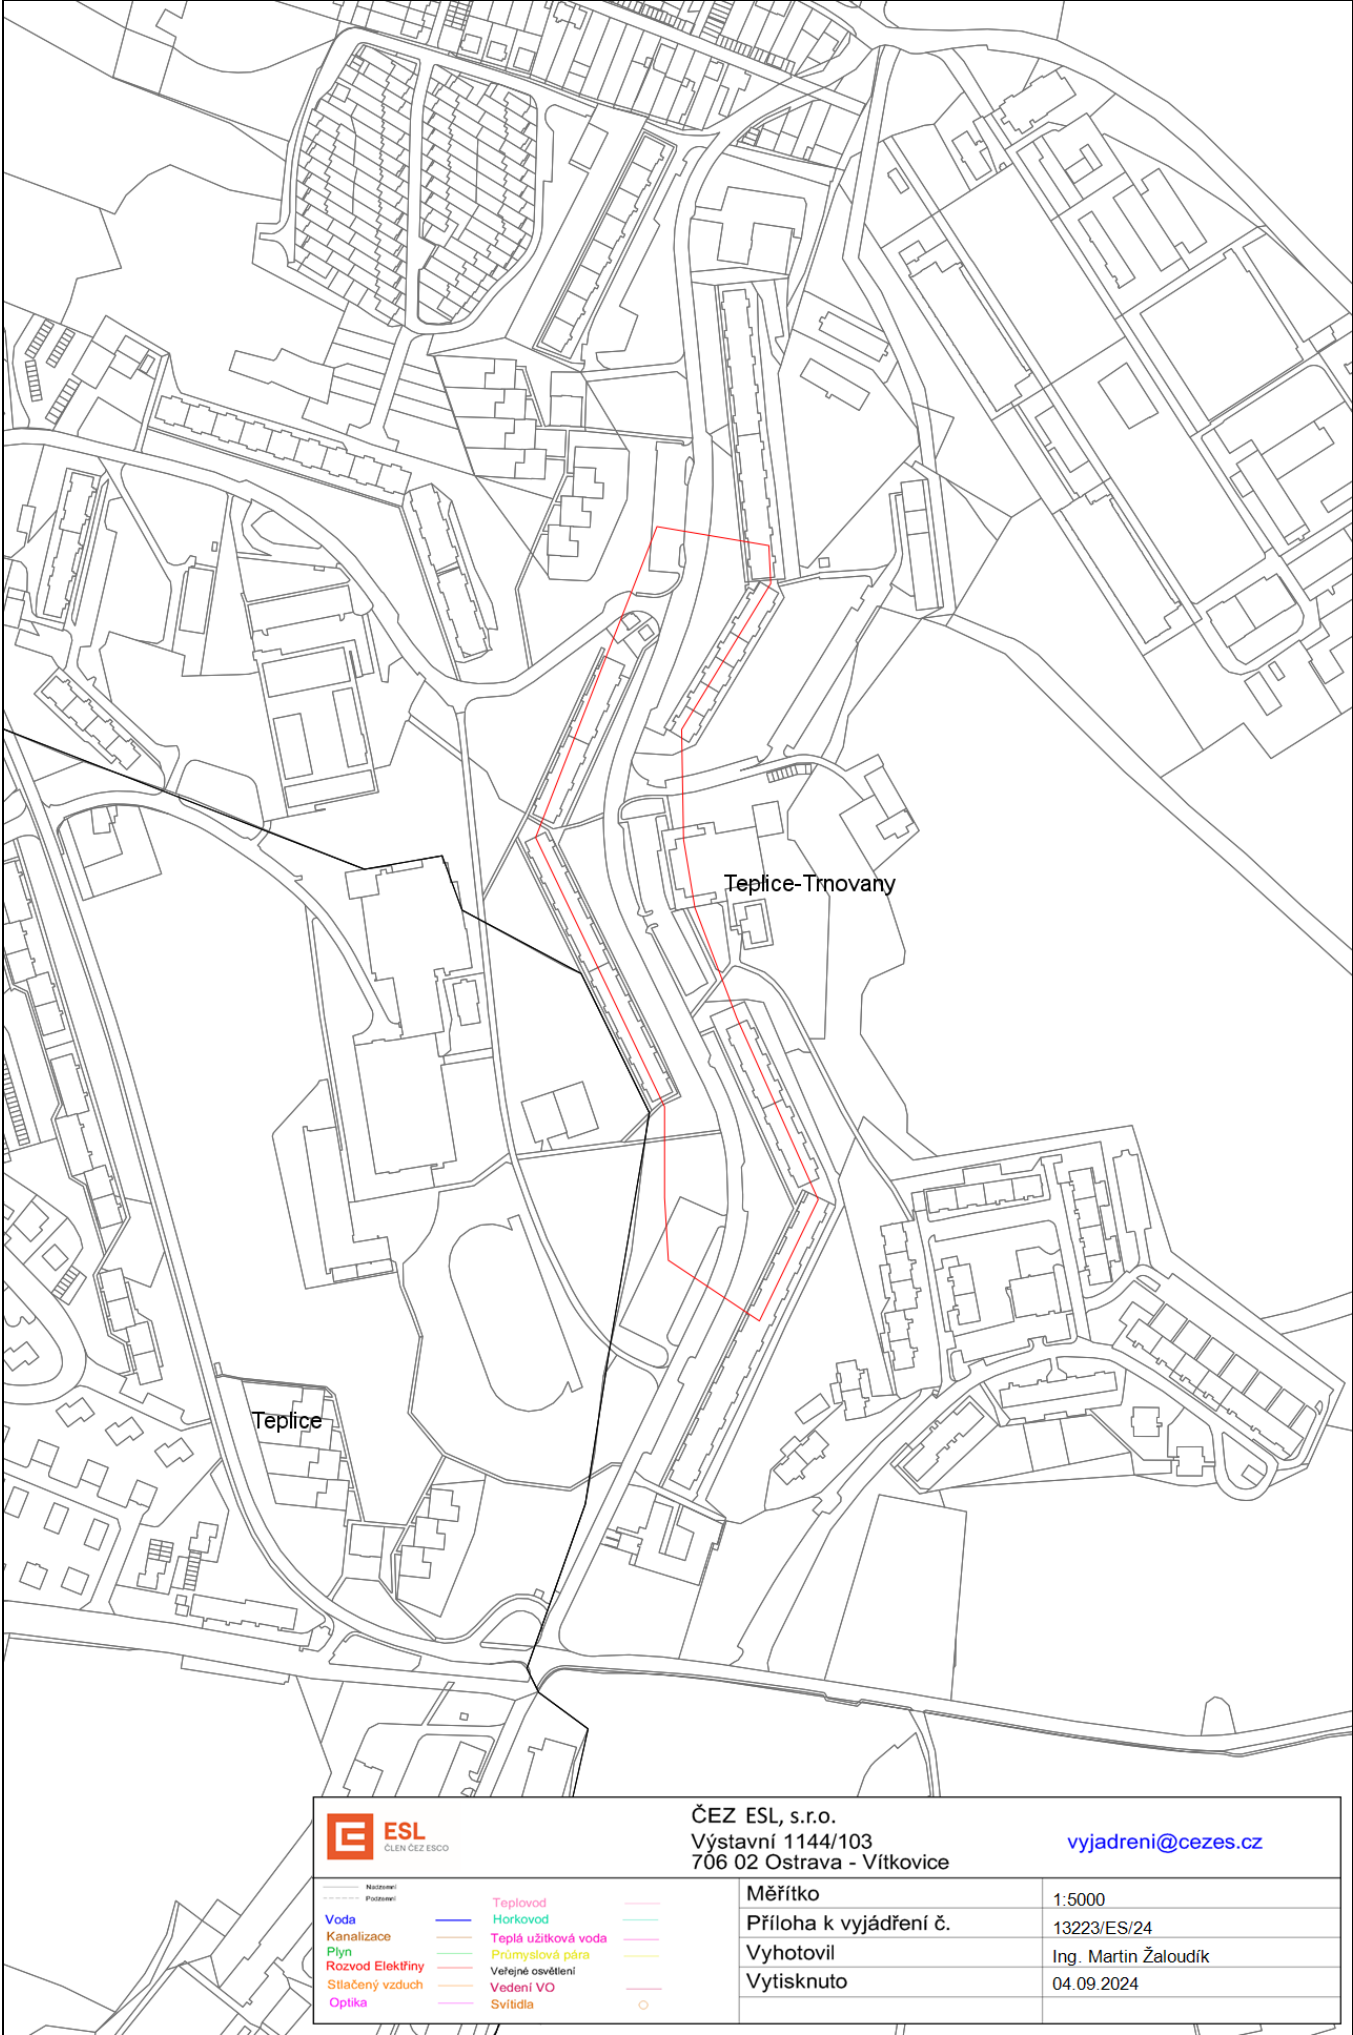 Teplice-Trnovany
Teplice
ESL
ČLEN ČEZ ESCO
ČEZ ESL, s.r.o.
Výstavní 1144/103
706 02 Ostrava - Vítkovice
vyjadreni@cezes.cz
Nadzemní
Podzemní
Voda
Kanalizace
Plyn
Rozvod Elektřiny
Stlačený vzduch
Optika
Teplovod
Horkovod
Teplá užitková voda
Průmyslová pára
Veřejné osvětlení
Vedení VO
Svítidla
Měřítko 1:5000
Příloha k vyjádření č. 13223/ES/24
Vyhotovil Ing. Martin Žaloudík
Vytisknuto 04.09.2024